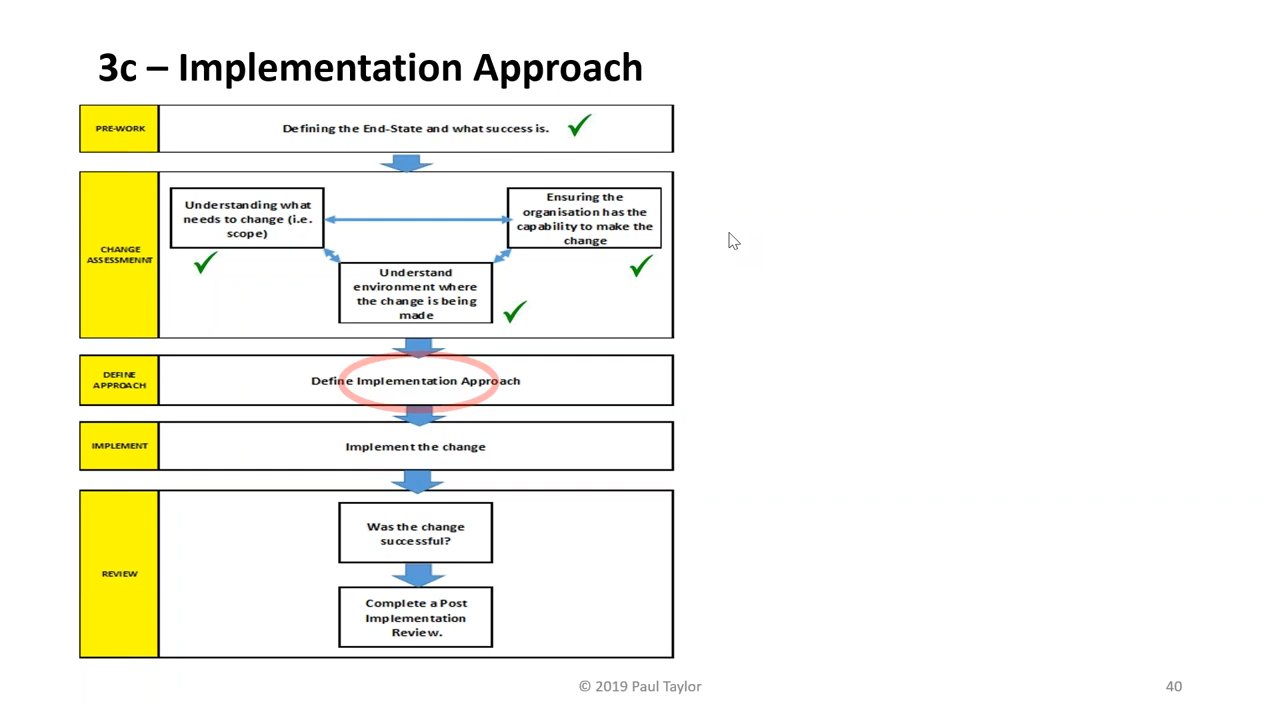 3c – Implementation Approach
PRE-WORK
Defining the End-State and what success is.
CHANGE
ASSESSMENNT
Understanding what
needs to change (i.e.
scope)
Ensuring the
organisation has the
capability to make the
change
Understand
environment where
the change is being
made
DEFINE
APPROACH
Define Implementation Approach
IMPLEMENT
Implement the change
REVIEW
Was the change
successful?
Complete a Post
Implementation
Review.
© 2019 Paul Taylor
40